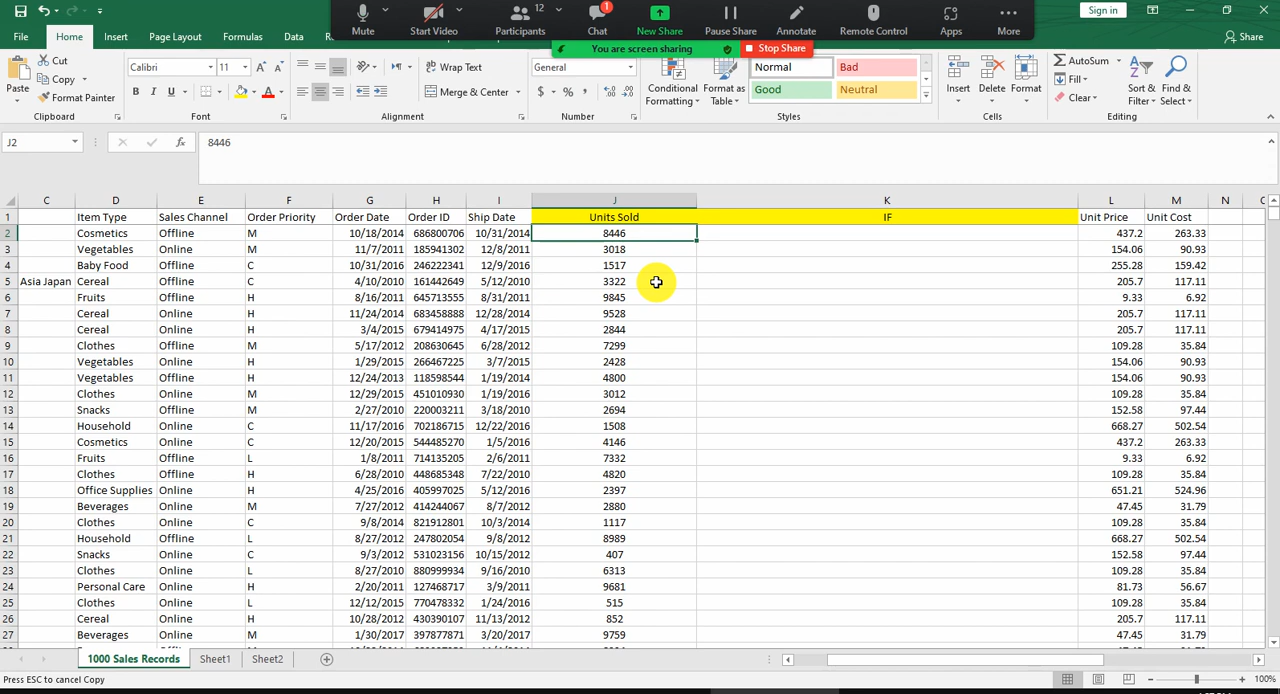 Sign in
Mute
Start Video
12
Participants
1
Chat
New Share
Pause Share
Annotate
Remote Control
Apps
More
You are screen sharing
Stop Share
File
Home
Insert
Page Layout
Formulas
Data
Share
Paste
Cut
Copy
Format Painter
Clipboard
Calibri
11
B I U
Font
Wrap Text
Merge & Center
Alignment
General
$ % ,
Number
Conditional
Formatting
Format as
Table
Normal
Bad
Good
Neutral
Styles
Insert
Delete
Format
Cells
AutoSum
Fill
Clear
Sort &
Filter
Find &
Select
Editing
J2
fx
8446
C D E F G H I J K L M N
1 Item Type Sales Channel Order Priority Order Date Order ID Ship Date Units Sold IF Unit Price Unit Cost
2 Cosmetics Offline M 10/18/2014 686800706 10/31/2014 8446 437.2 263.33
3 Vegetables Online M 11/7/2011 185941302 12/8/2011 3018 154.06 90.93
4 Baby Food Offline C 10/31/2016 246222341 12/9/2016 1517 255.28 159.42
5 Asia Japan Cereal Offline C 4/10/2010 161442649 5/12/2010 3322 205.7 117.11
6 Fruits Offline H 8/16/2011 645713555 8/31/2011 9845 9.33 6.92
7 Cereal Online H 11/24/2014 683458888 12/28/2014 9528 205.7 117.11
8 Cereal Online H 3/4/2015 679414975 4/17/2015 2844 205.7 117.11
9 Clothes Offline M 5/17/2012 208630645 6/28/2012 7299 109.28 35.84
10 Vegetables Online H 1/29/2015 266467225 3/7/2015 2428 154.06 90.93
11 Vegetables Offline H 12/24/2013 118598544 1/19/2014 4800 154.06 90.93
12 Clothes Online M 12/29/2015 451010930 1/19/2016 3012 109.28 35.84
13 Snacks Offline M 2/27/2010 220003211 3/18/2010 2694 152.58 97.44
14 Household Online C 11/17/2016 702186715 12/22/2016 1508 668.27 502.54
15 Cosmetics Online C 12/20/2015 544485270 1/5/2016 4146 437.2 263.33
16 Fruits Online L 1/8/2011 714135205 2/6/2011 7332 9.33 6.92
17 Clothes Offline H 6/28/2010 448685348 7/22/2010 4820 109.28 35.84
18 Office Supplies Online H 4/25/2016 405997025 5/12/2016 2397 651.21 524.96
19 Beverages Online M 7/27/2012 414244067 8/7/2012 2880 47.45 31.79
20 Clothes Online C 9/8/2014 821912801 10/3/2014 1117 109.28 35.84
21 Household Offline L 8/27/2012 247802054 9/8/2012 8989 668.27 502.54
22 Snacks Online C 9/3/2012 531023156 10/15/2012 407 152.58 97.44
23 Clothes Online L 8/27/2010 880999934 9/16/2010 6313 109.28 35.84
24 Personal Care Online H 2/20/2011 127468717 3/9/2011 9681 81.73 56.67
25 Clothes Online L 12/12/2015 770478332 1/24/2016 515 109.28 35.84
26 Cereal Online H 10/28/2012 430390107 11/13/2012 852 205.7 117.11
27 Beverages Online M 1/30/2017 397877871 3/20/2017 9759 47.45 31.79
1000 Sales Records
Sheet1
Sheet2
Press ESC to cancel Copy
100%